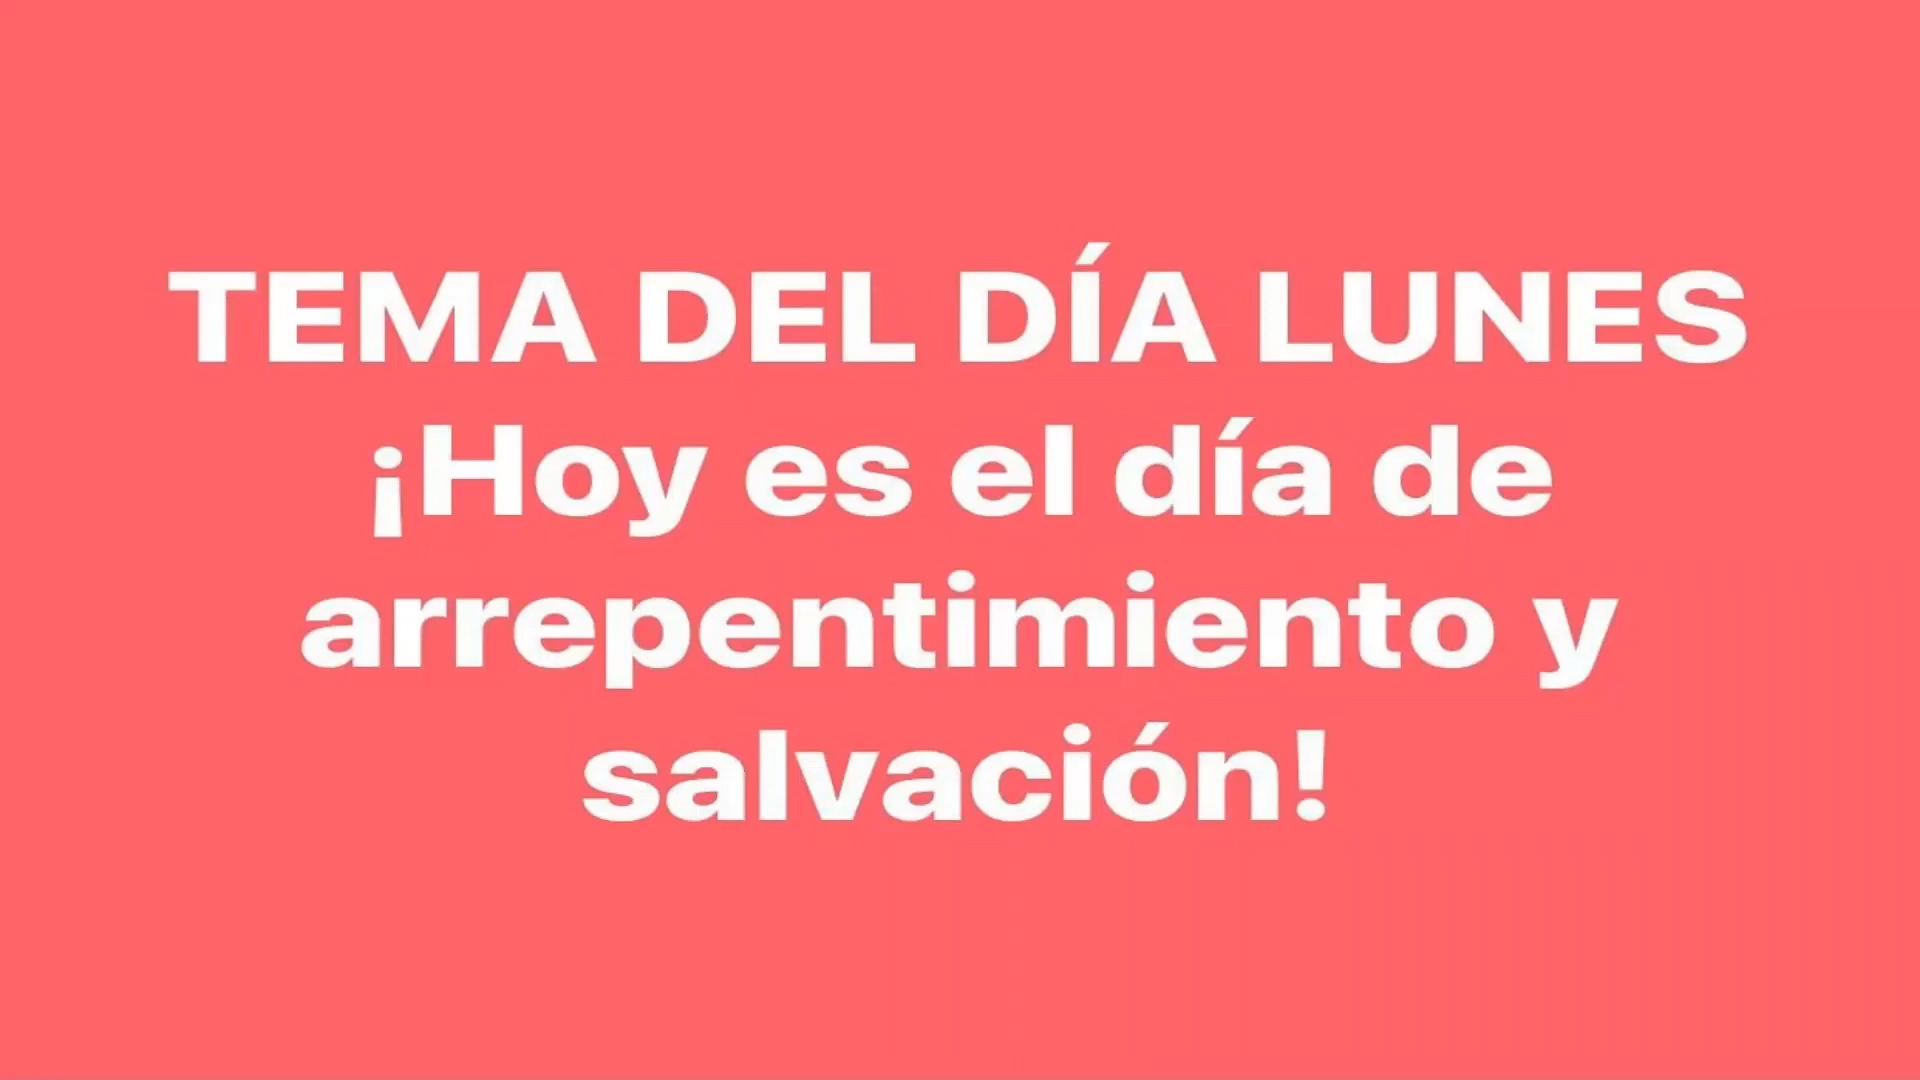 TEMA DEL DÍA LUNES
¡Hoy es el día de
arrepentimiento y
salvación!